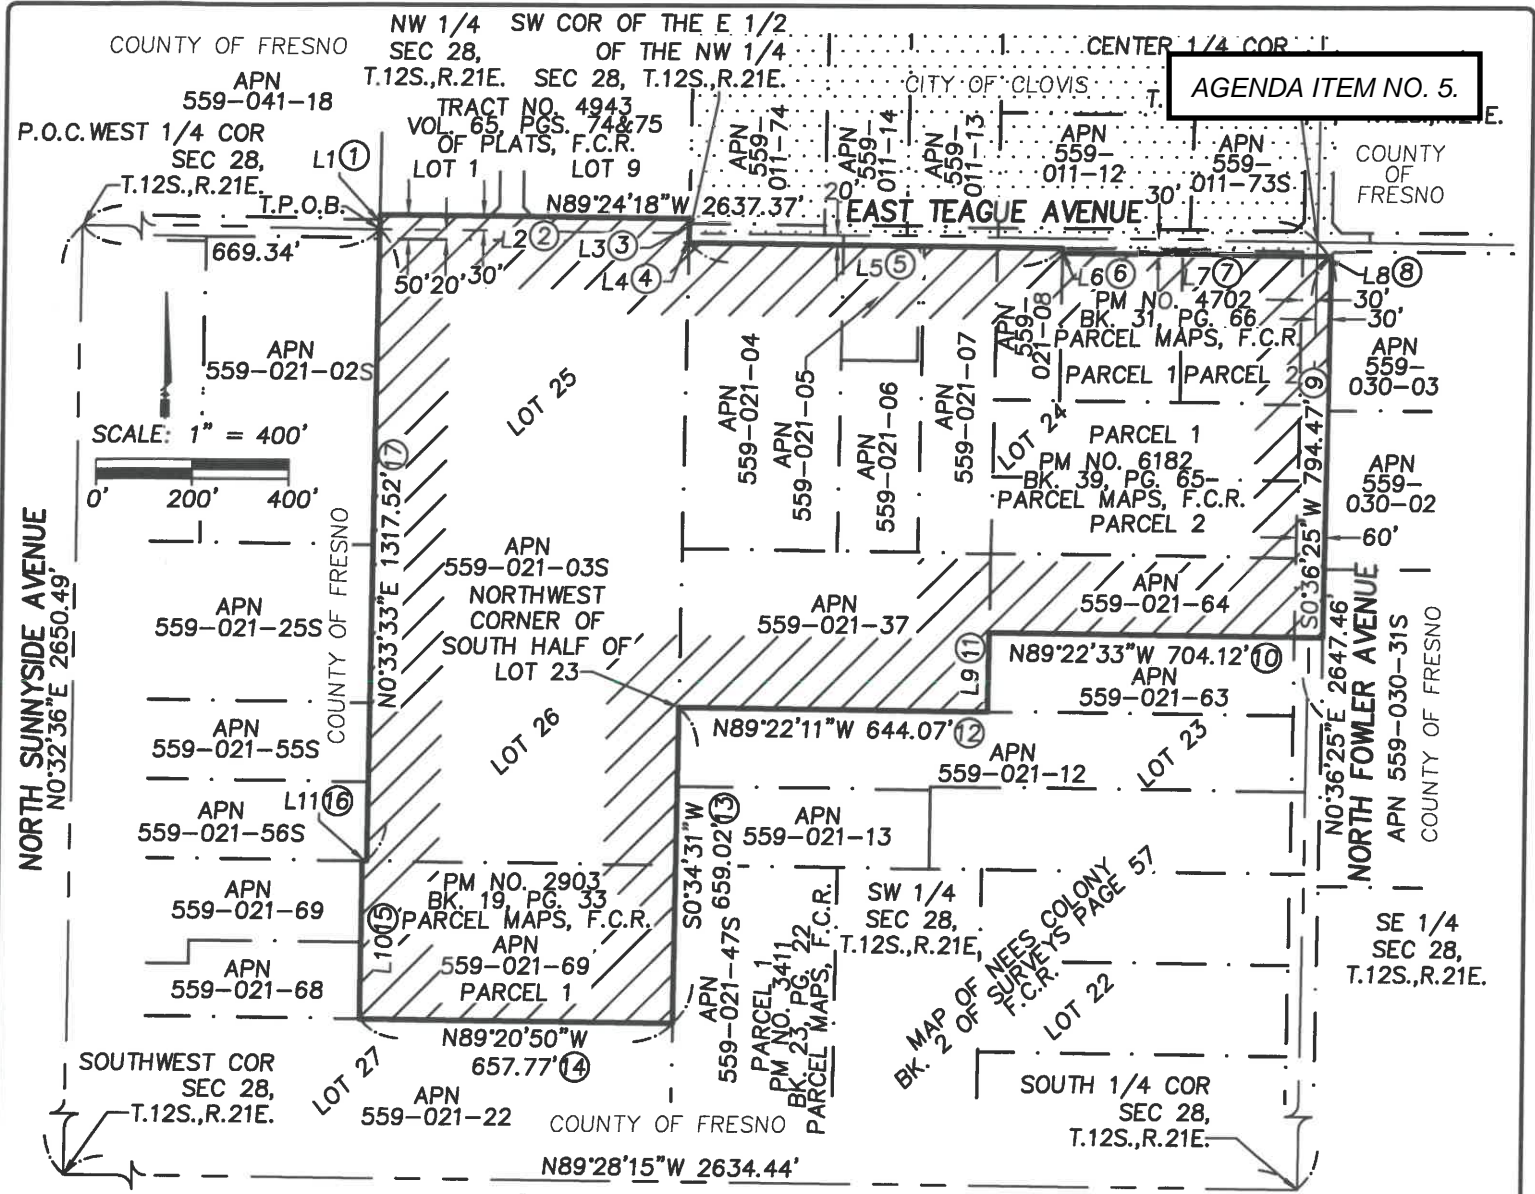 COUNTY OF FRESNO
NW 1/4
SEC 28,
T.12S.,R.21E.
SW COR OF THE E 1/2
OF THE NW 1/4
SEC 28, T.12S.,R.21E.
CENTER 1/4 COR
AGENDA ITEM NO. 5.
CITY OF CLOVIS
APN
559-041-18
TRACT NO. 4943
VOL. 65, PGS. 74&75
OF PLATS, F.C.R.
LOT 1
LOT 9
P.O.C. WEST 1/4 COR
SEC 28,
T.12S.,R.21E.
L1 1
T.P.O.B.
APN
559-
011-74
APN
559-
011-14
APN
559-
011-13
APN
559-
011-12
APN
559-
011-73S
COUNTY
OF
FRESNO
N89°24'18"W 2637.37'
20'
EAST TEAGUE AVENUE
30'
669.34'
50'
20'
30'
L2 2
L3 3
L4 4
L5 5
L6 6
L7 7
L8 8
30'
30'
PM NO. 4702
BK. 31, PG. 66
PARCEL MAPS, F.C.R.
PARCEL 1
PARCEL 2
APN
559-
021-08
APN
559-021-02S
SCALE: 1" = 400'
0' 200' 400'
LOT 25
APN
559-021-04
APN
559-021-05
APN
559-021-06
APN
559-021-07
LOT 24
PARCEL 1
PM NO. 6182
BK. 39, PG. 65
PARCEL MAPS, F.C.R.
PARCEL 2
APN
559-
030-03
APN
559-
030-02
60'
S0°36'25"W 794.47' 9
NORTH SUNNYSIDE AVENUE
N0°32'36"E 2650.49'
COUNTY OF FRESNO
N0°33'33"E 1317.52' 17
APN
559-021-03S
NORTHWEST
CORNER OF
SOUTH HALF OF
LOT 23
APN
559-021-25S
APN
559-021-37
APN
559-021-64
L9 11
N89°22'33"W 704.12' 10
APN
559-021-63
N0°36'25"E 2647.46'
NORTH FOWLER AVENUE
APN 559-030-31S
COUNTY OF FRESNO
APN
559-021-55S
LOT 26
N89°22'11"W 644.07' 12
APN
559-021-12
LOT 23
L11 16
APN
559-021-56S
S0°34'31"W
659.02' 13
APN
559-021-13
APN
559-021-69
L10 15
PM NO. 2903
BK. 19, PG. 33
PARCEL MAPS, F.C.R.
APN
559-021-69
PARCEL 1
APN
559-021-47S
PARCEL 1
PM NO. 3411
BK. 23, PG. 22
PARCEL MAPS, F.C.R.
SW 1/4
SEC 28,
T.12S.,R.21E,
MAP OF NEES COLONY
BK. 2 OF SURVEYS PAGE 57
F.C.R.
LOT 22
SE 1/4
SEC 28,
T.12S.,R.21E.
APN
559-021-68
N89°20'50"W
657.77' 14
SOUTHWEST COR
SEC 28,
T.12S.,R.21E.
LOT 27
APN
559-021-22
COUNTY OF FRESNO
SOUTH 1/4 COR
SEC 28,
T.12S.,R.21E.
N89°28'15"W 2634.44'